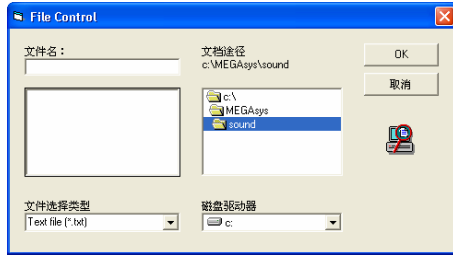 File Control
文件名：
文档途径
c:\MEGAsys\sound
OK
取消
c:\
MEGAsys
sound
文件选择类型
磁盘驱动器
Text file (*.txt)
c: